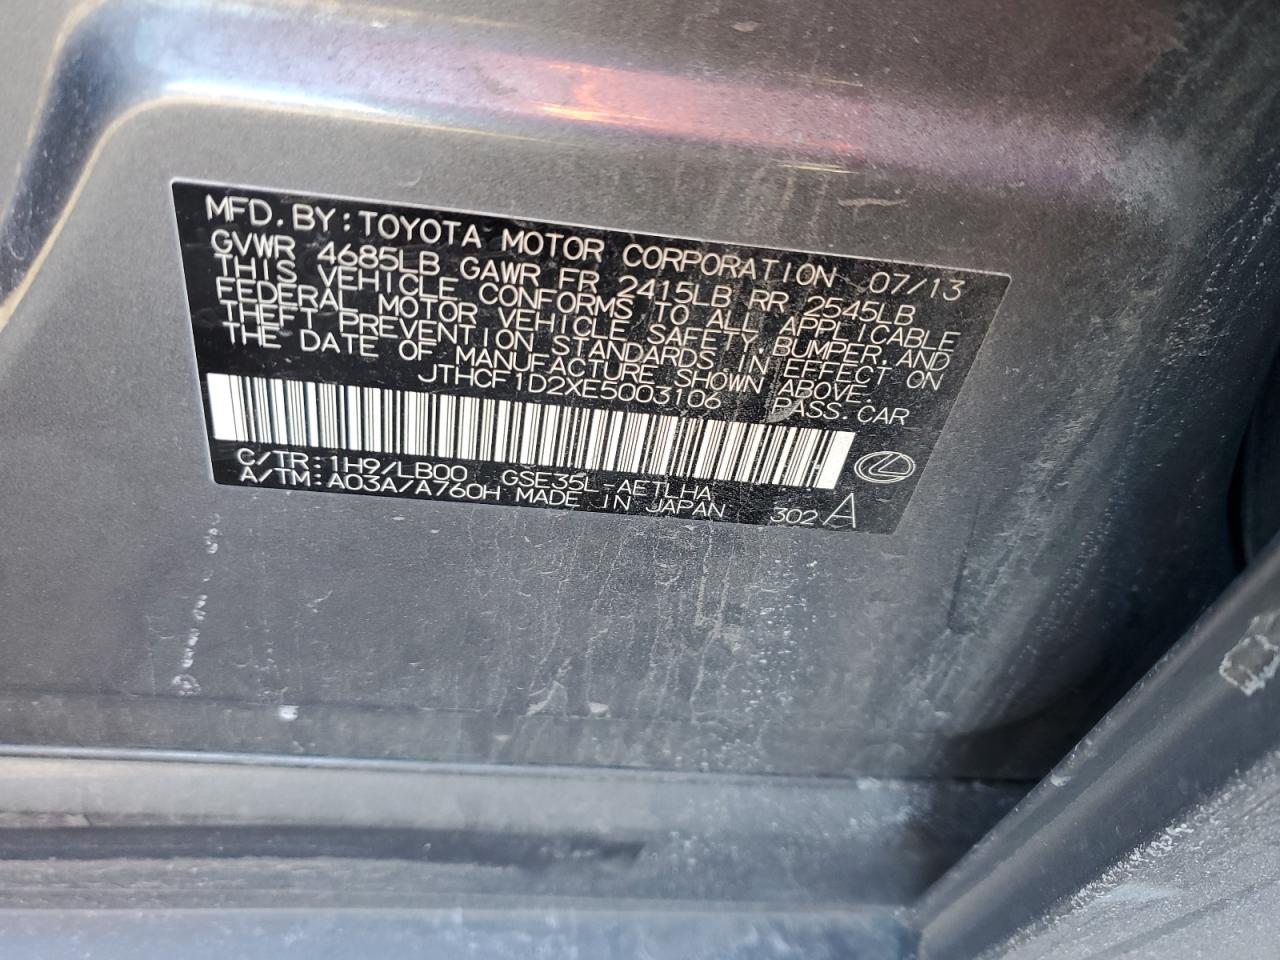 MFD. BY: TOYOTA MOTOR CORPORATION 07/13
GVWR 4685LB GAWR FR 2415LB RR 2545LB
THIS VEHICLE CONFORMS TO ALL APPLICABLE
FEDERAL MOTOR VEHICLE SAFETY, BUMPER, AND
THEFT PREVENTION STANDARDS IN EFFECT ON
THE DATE OF MANUFACTURE SHOWN ABOVE.
JTHCF1D2XE5003106 PASS. CAR
C/TR: 1H9/LB00 GSE35L-AETLHA
A/TM: A03A/A760H MADE IN JAPAN 302 A